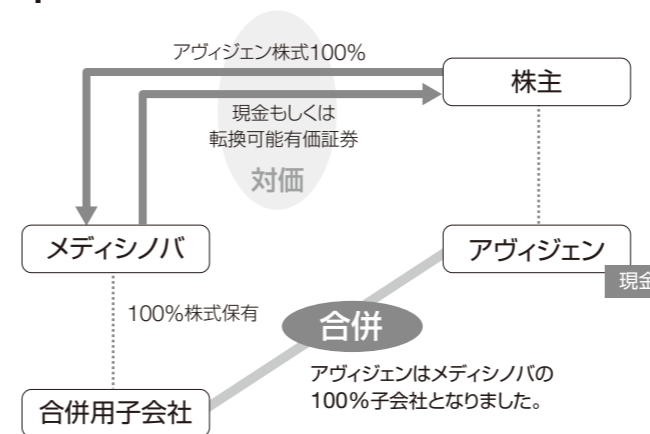 アヴィジェン株式100%
株主
現金もしくは
転換可能有価証券
対価
メディシノバ
アヴィジェン
現金
100%株式保有
合併
アヴィジェンはメディシノバの
100%子会社となりました。
合併用子会社